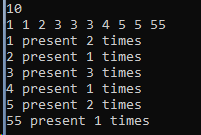 10
1 1 2 3 3 3 4 5 5 55
1 present 2 times
2 present 1 times
3 present 3 times
4 present 1 times
5 present 2 times
55 present 1 times